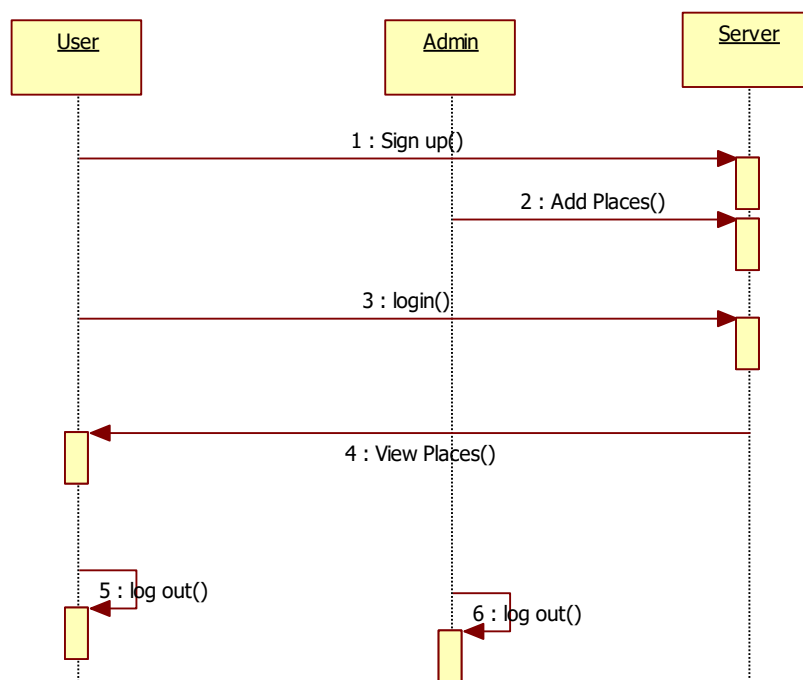 User
Admin
Server
1 : Sign up()
2 : Add Places()
3 : login()
4 : View Places()
5 : log out()
6 : log out()